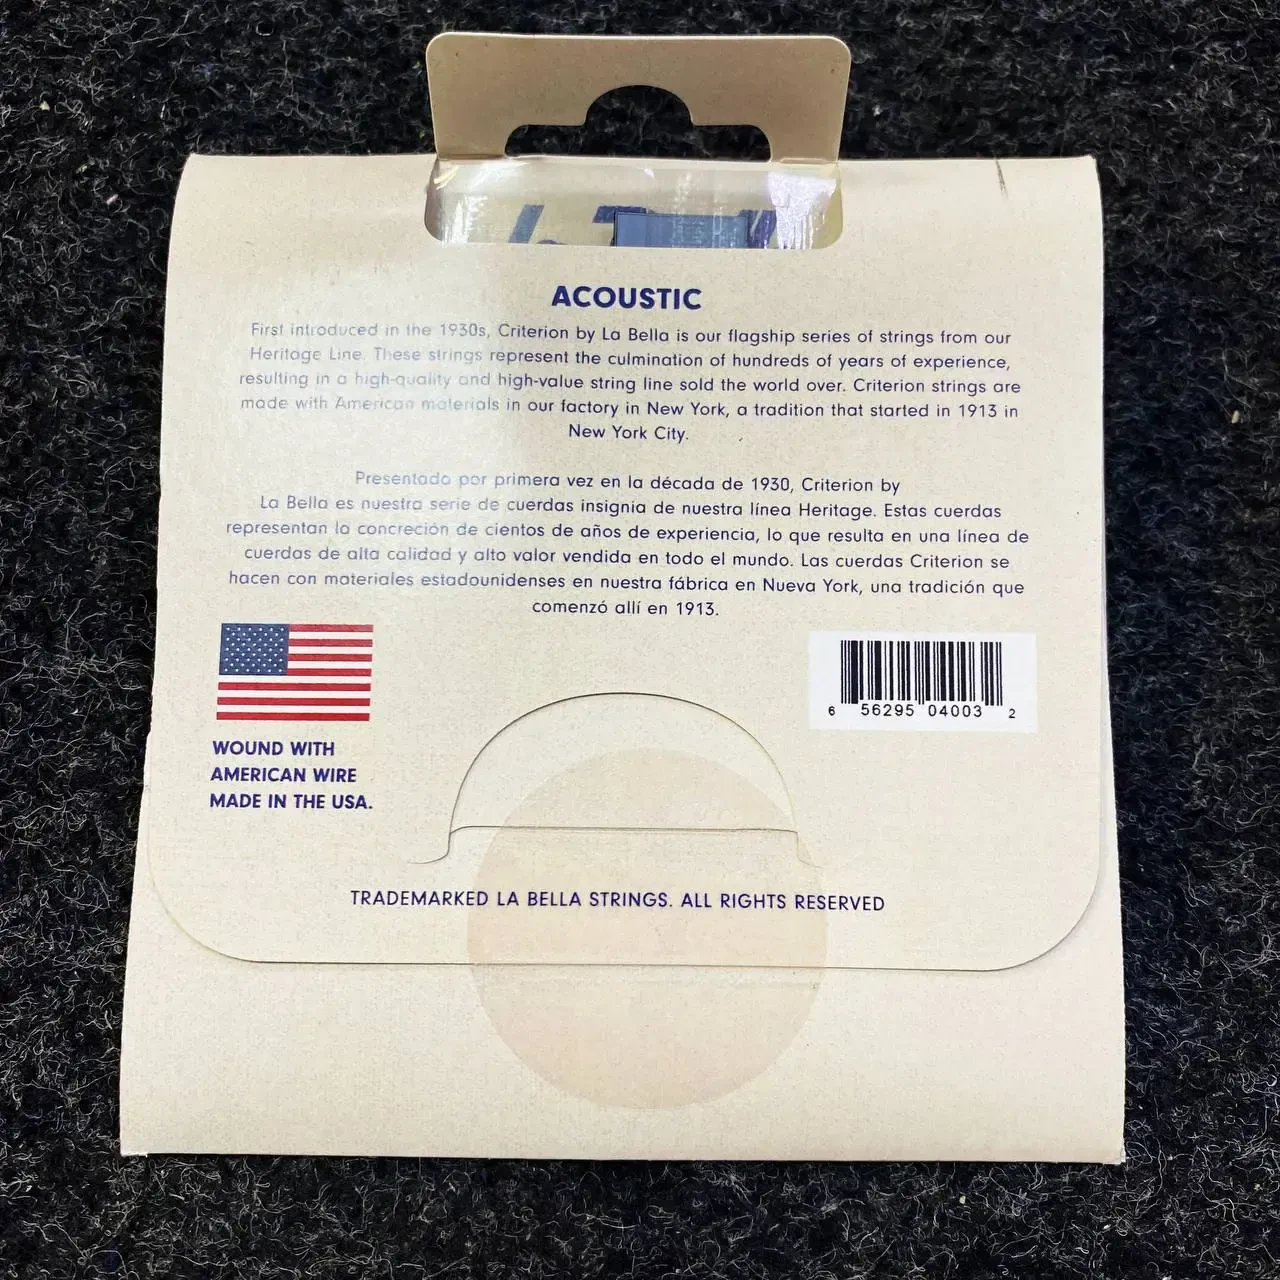 ACOUSTIC
First introduced in the 1930s, Criterion by La Bella is our flagship series of strings from our
Heritage Line. These strings represent the culmination of hundreds of years of experience,
resulting in a high-quality and high-value string line sold the world over. Criterion strings are
made with American materials in our factory in New York, a tradition that started in 1913 in
New York City.
Presentado por primera vez en la década de 1930, Criterion by
La Bella es nuestra serie de cuerdas insignia de nuestra línea Heritage. Estas cuerdas
representan la concreción de cientos de años de experiencia, lo que resulta en una línea de
cuerdas de alta calidad y alto valor vendida en todo el mundo. Las cuerdas Criterion se
hacen con materiales estadounidenses en nuestra fábrica en Nueva York, una tradición que
comenzó allí en 1913.
6 56295 04003 2
WOUND WITH
AMERICAN WIRE
MADE IN THE USA.
TRADEMARKED LA BELLA STRINGS. ALL RIGHTS RESERVED